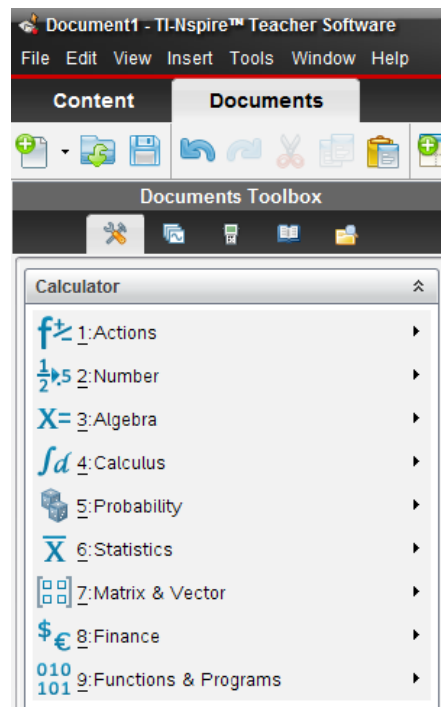 Document1 - TI-Nspire™ Teacher Software
File Edit View Insert Tools Window Help
Content Documents
Documents Toolbox
Calculator
1:Actions
2:Number
3:Algebra
4:Calculus
5:Probability
6:Statistics
7:Matrix & Vector
8:Finance
9:Functions & Programs